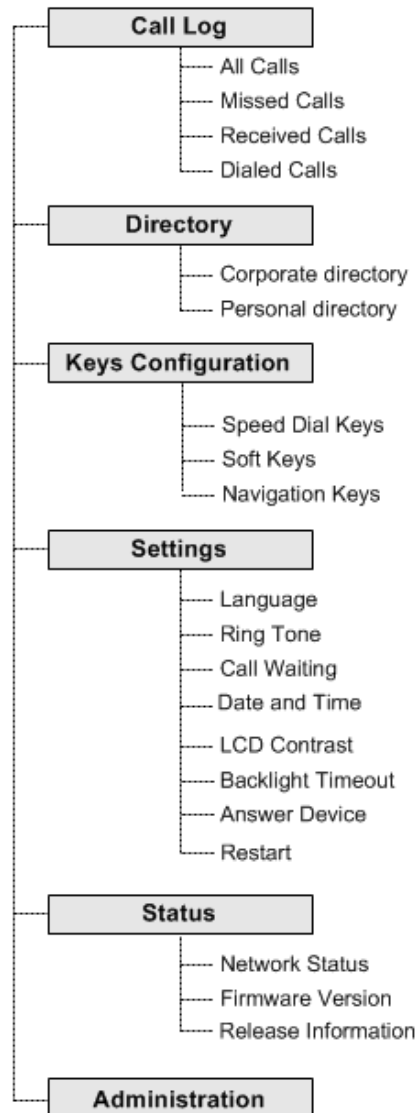 Call Log
All Calls
Missed Calls
Received Calls
Dialed Calls
Directory
Corporate directory
Personal directory
Keys Configuration
Speed Dial Keys
Soft Keys
Navigation Keys
Settings
Language
Ring Tone
Call Waiting
Date and Time
LCD Contrast
Backlight Timeout
Answer Device
Restart
Status
Network Status
Firmware Version
Release Information
Administration